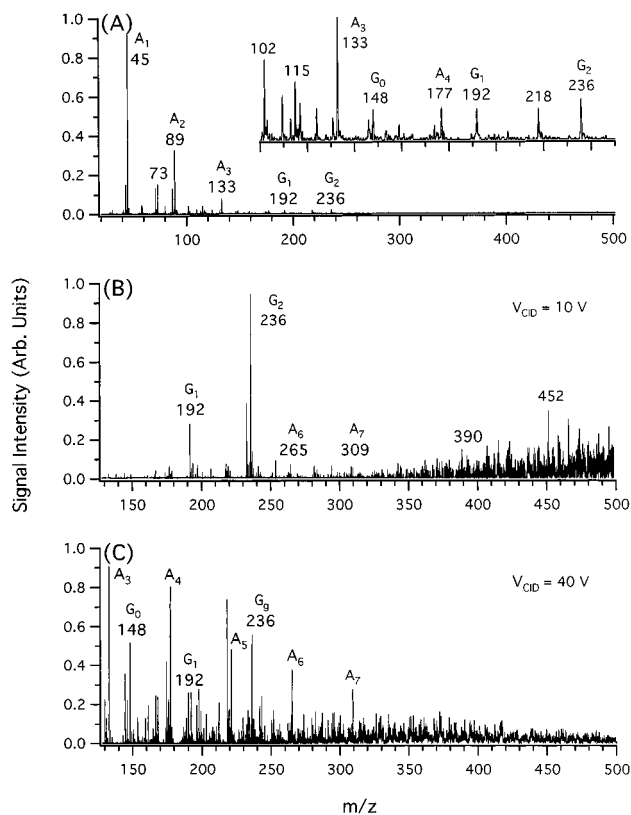 (A)
1.0
0.8
0.6
0.4
0.2
0.0
A1
45
A2
89
73
A3
133
G1
192
G2
236
102
115
A3
133
G0
148
A4
177
G1
192
218
G2
236
100
200
300
400
500
(B)
1.0
0.8
0.6
0.4
0.2
0.0
G2
236
VCID = 10 V
G1
192
A6
265
A7
309
390
452
150
200
250
300
350
400
450
500
(C)
1.0
0.8
0.6
0.4
0.2
0.0
A3
G0
148
A4
G1
192
A5
Gg
236
A6
A7
VCID = 40 V
150
200
250
300
350
400
450
500
Signal Intensity (Arb. Units)
m/z